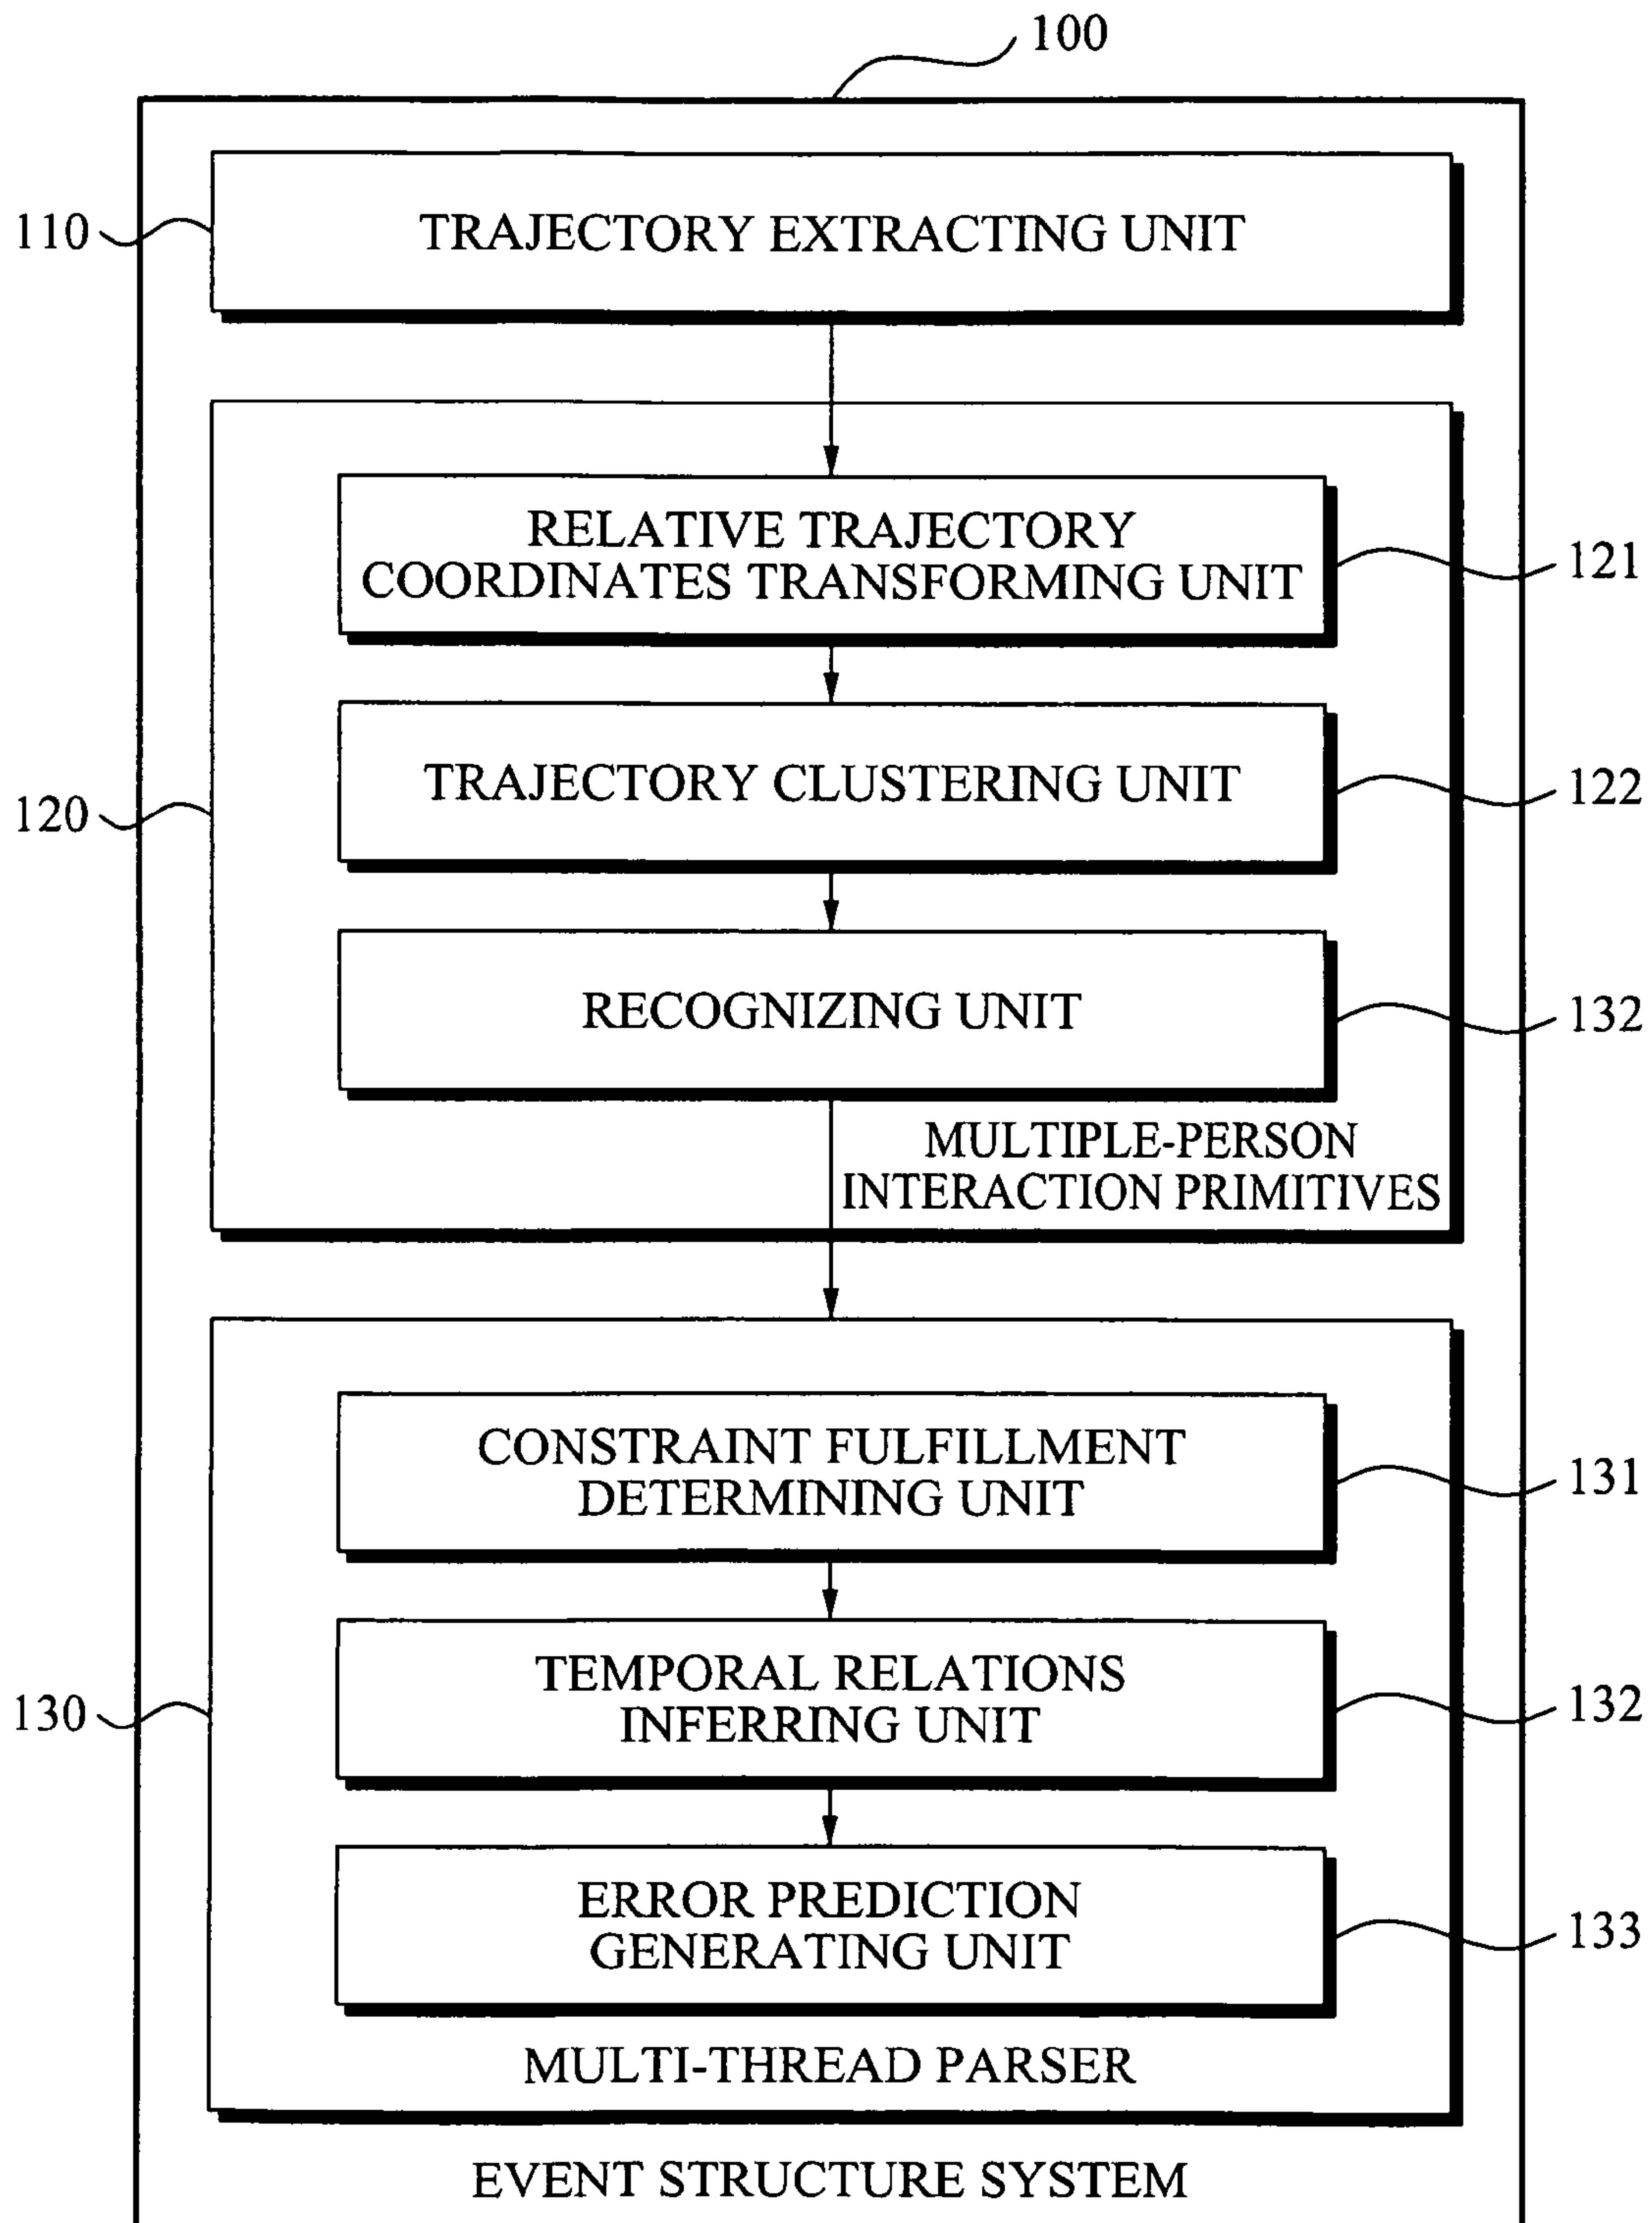 100
110
TRAJECTORY EXTRACTING UNIT
RELATIVE TRAJECTORY
COORDINATES TRANSFORMING UNIT
121
TRAJECTORY CLUSTERING UNIT
122
120
RECOGNIZING UNIT
132
MULTIPLE-PERSON
INTERACTION PRIMITIVES
CONSTRAINT FULFILLMENT
DETERMINING UNIT
131
TEMPORAL RELATIONS
INFERRING UNIT
132
130
ERROR PREDICTION
GENERATING UNIT
133
MULTI-THREAD PARSER
EVENT STRUCTURE SYSTEM